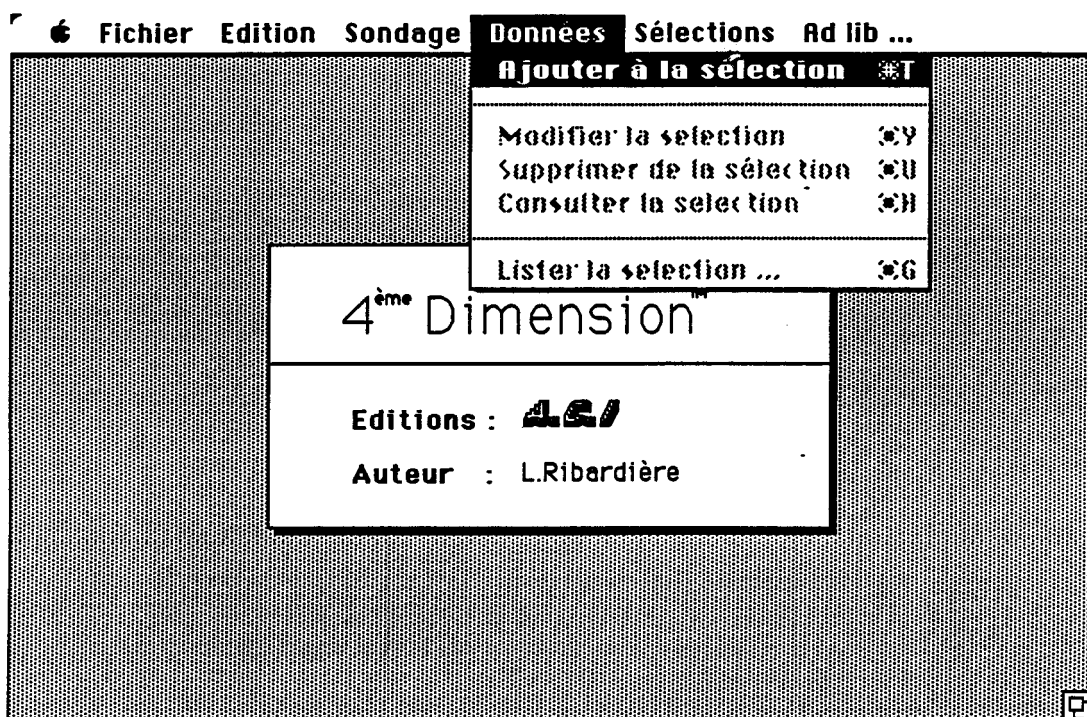 Fichier Edition Sondage Données Sélections Ad lib ...
Ajouter à la sélection ⌘T
Modifier la selection ⌘Y
Supprimer de la sélection ⌘U
Consulter la selection ⌘H
Lister la selection ... ⌘G
4ème Dimension™
Editions : A.C.I
Auteur : L.Ribardière